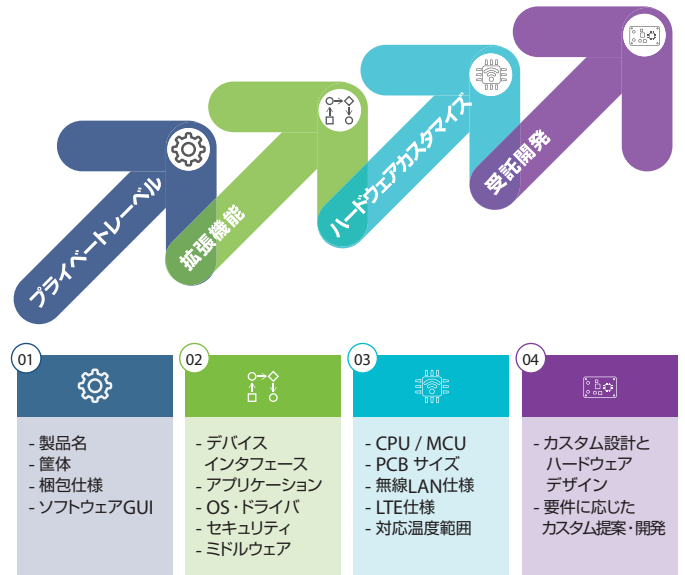 プライベートレーベル
拡張機能
ハードウェアカスタマイズ
受託開発
01
- 製品名
- 筐体
- 梱包仕様
- ソフトウェアGUI
02
- デバイス
インタフェース
- アプリケーション
- OS・ドライバ
- セキュリティ
- ミドルウェア
03
- CPU / MCU
- PCB サイズ
- 無線LAN仕様
- LTE仕様
- 対応温度範囲
04
- カスタム設計と
ハードウェア
デザイン
- 要件に応じた
カスタム提案・開発